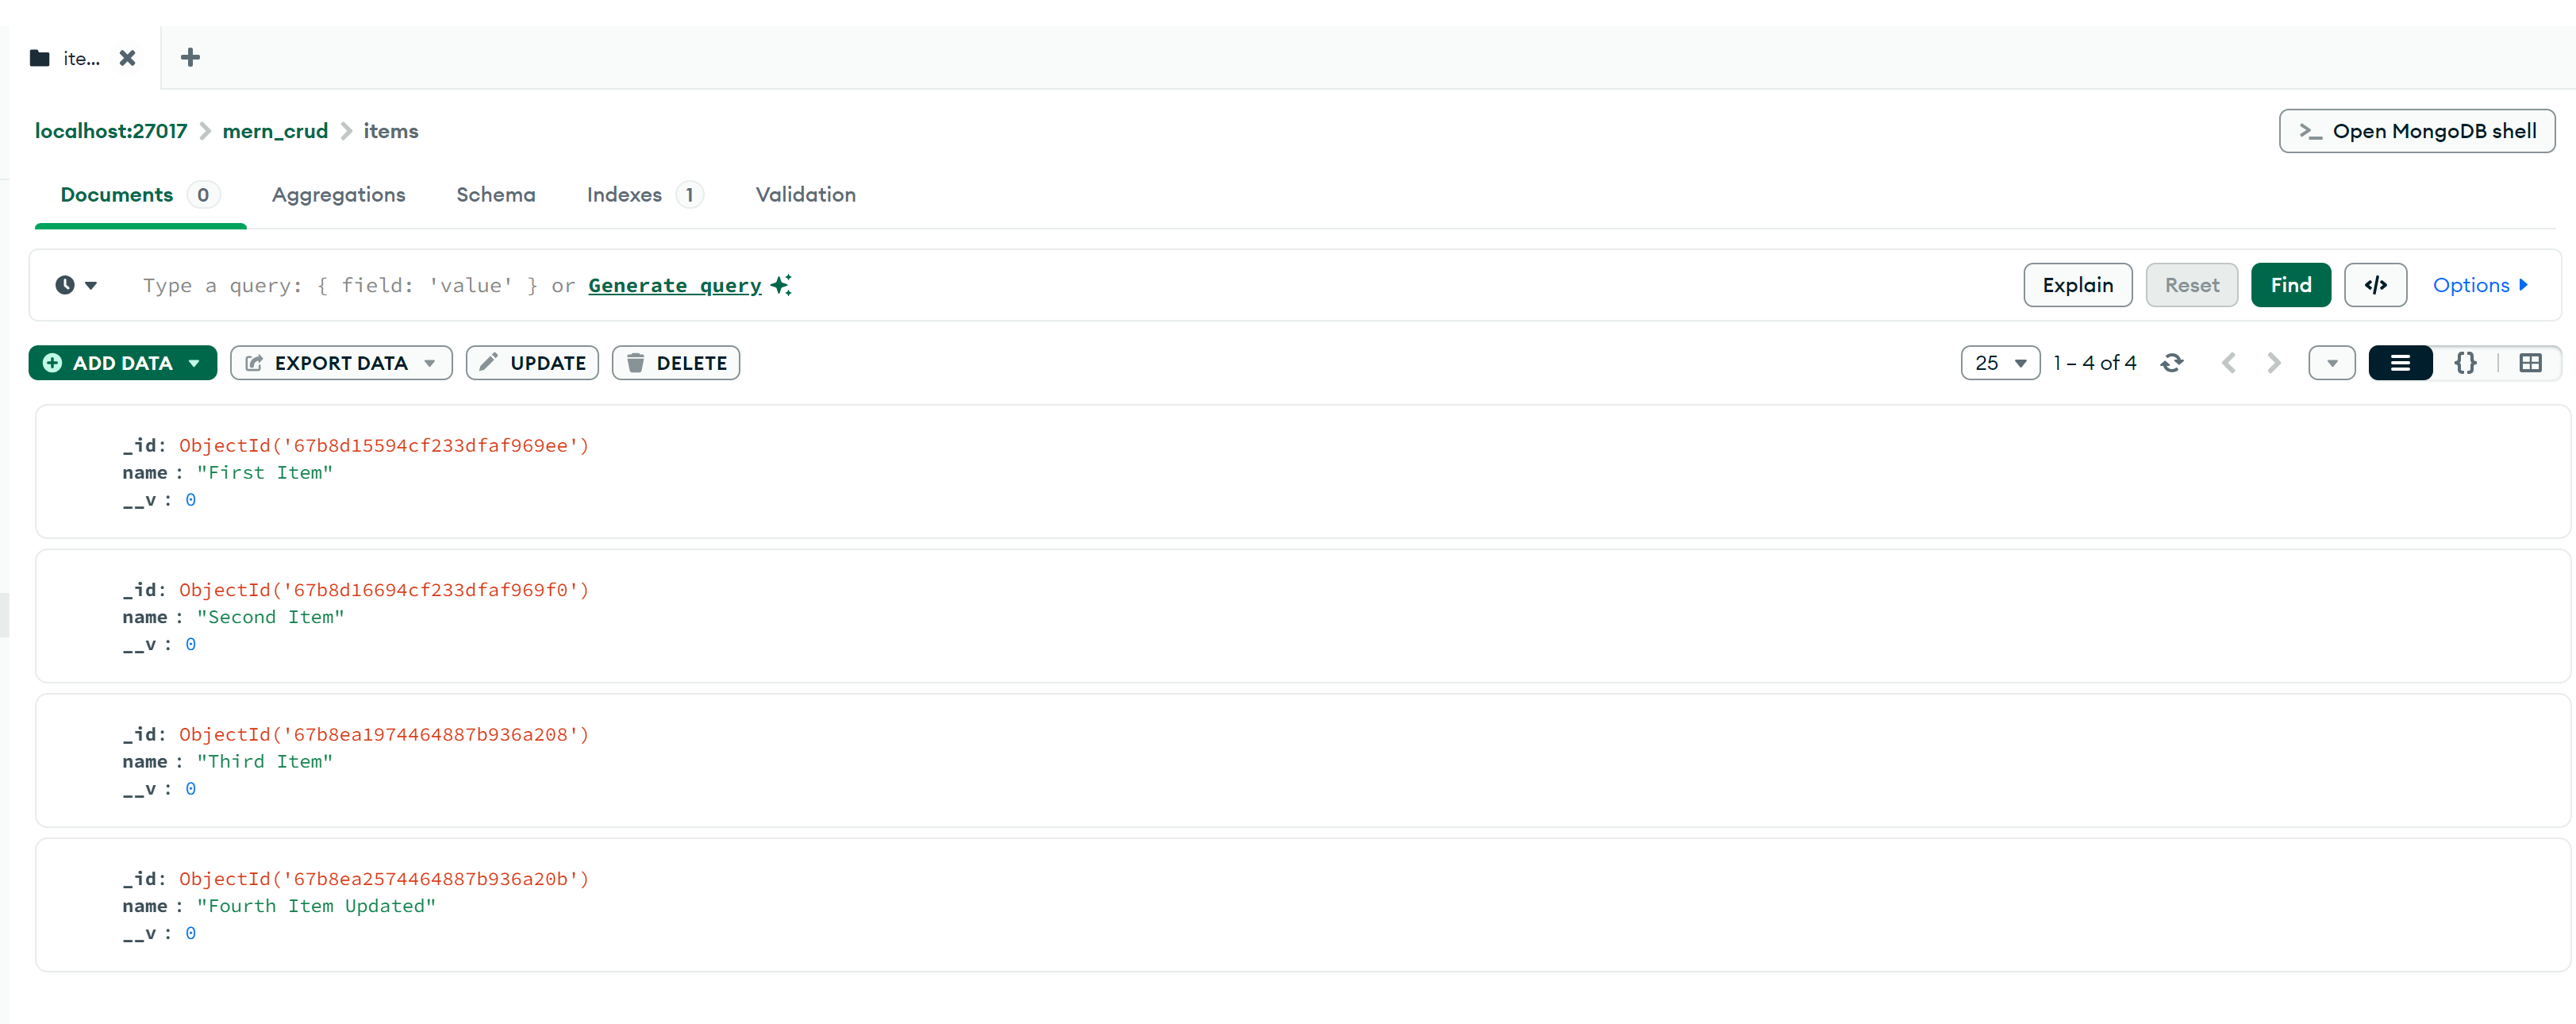 ite...
localhost:27017 > mern_crud > items
>_ Open MongoDB shell
Documents 0 Aggregations Schema Indexes 1 Validation
Type a query: { field: 'value' } or Generate query
Explain Reset Find </> Options
ADD DATA EXPORT DATA UPDATE DELETE
25 1 – 4 of 4 {}
_id: ObjectId('67b8d15594cf233dfaf969ee')
name : "First Item"
__v : 0
_id: ObjectId('67b8d16694cf233dfaf969f0')
name : "Second Item"
__v : 0
_id: ObjectId('67b8ea1974464887b936a208')
name : "Third Item"
__v : 0
_id: ObjectId('67b8ea2574464887b936a20b')
name : "Fourth Item Updated"
__v : 0